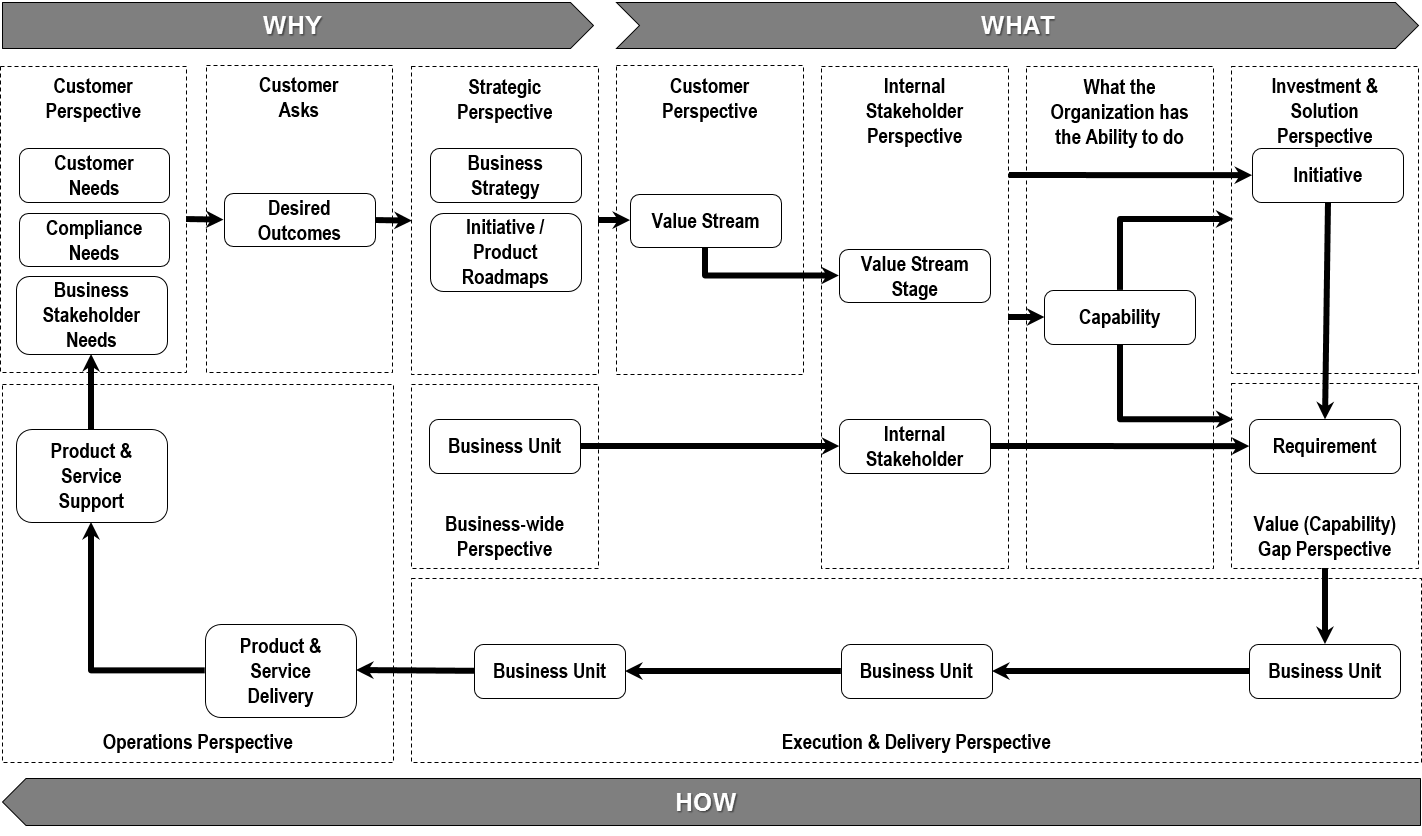 WHY
WHAT
Customer
Perspective
Customer
Needs
Compliance
Needs
Business
Stakeholder
Needs
Customer
Asks
Desired
Outcomes
Strategic
Perspective
Business
Strategy
Initiative /
Product
Roadmaps
Customer
Perspective
Value Stream
Internal
Stakeholder
Perspective
Value Stream
Stage
What the
Organization has
the Ability to do
Capability
Investment &
Solution
Perspective
Initiative
Product &
Service
Support
Business Unit
Business-wide
Perspective
Internal
Stakeholder
Requirement
Value (Capability)
Gap Perspective
Product &
Service
Delivery
Operations Perspective
Business Unit
Business Unit
Business Unit
Execution & Delivery Perspective
HOW